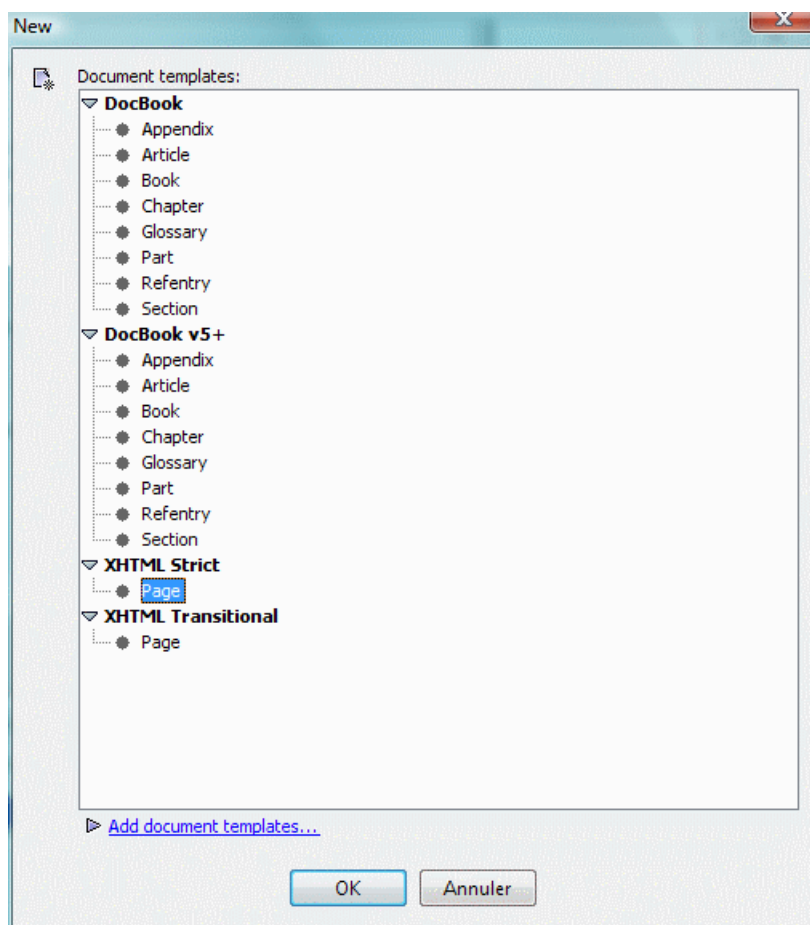 New
Document templates:
DocBook
Appendix
Article
Book
Chapter
Glossary
Part
Refentry
Section
DocBook v5+
Appendix
Article
Book
Chapter
Glossary
Part
Refentry
Section
XHTML Strict
Page
XHTML Transitional
Page
Add document templates...
OK Annuler